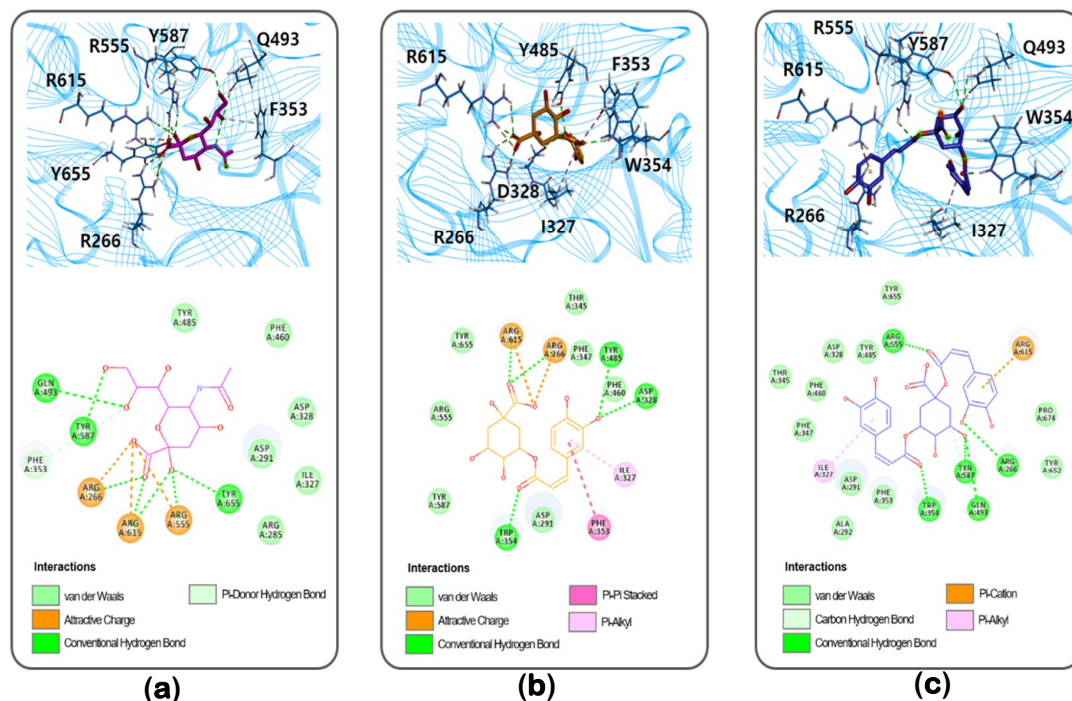 R555
Y587
Q493
R615
F353
Y655
R266
TYR
A:485
PHE
A:460
GLN
A:493
TYR
A:587
ASP
A:328
PHE
A:353
ASP
A:291
ILE
A:327
ARG
A:266
ARG
A:615
ARG
A:555
TYR
A:655
ARG
A:285
Interactions
van der Waals
Attractive Charge
Conventional Hydrogen Bond
Pi-Donor Hydrogen Bond
(a)
Y485
R615
F353
W354
D328
R266
I327
THR
A:345
TYR
A:655
ARG
A:615
ARG
A:266
PHE
A:347
TYR
A:485
PHE
A:460
ASP
A:328
ARG
A:555
ILE
A:327
TYR
A:587
TRP
A:354
ASP
A:291
PHE
A:353
Interactions
van der Waals
Attractive Charge
Conventional Hydrogen Bond
Pi-Pi Stacked
Pi-Alkyl
(b)
R555
Y587
Q493
R615
W354
R266
I327
TYR
A:655
ARG
A:555
ASP
A:328
TYR
A:485
ARG
A:615
THR
A:345
PHE
A:460
PRO
A:674
PHE
A:347
ILE
A:327
ASP
A:291
PHE
A:353
TYR
A:587
ARG
A:266
TYR
A:652
ALA
A:292
TRP
A:354
GLN
A:493
Interactions
van der Waals
Carbon Hydrogen Bond
Conventional Hydrogen Bond
Pi-Cation
Pi-Alkyl
(c)